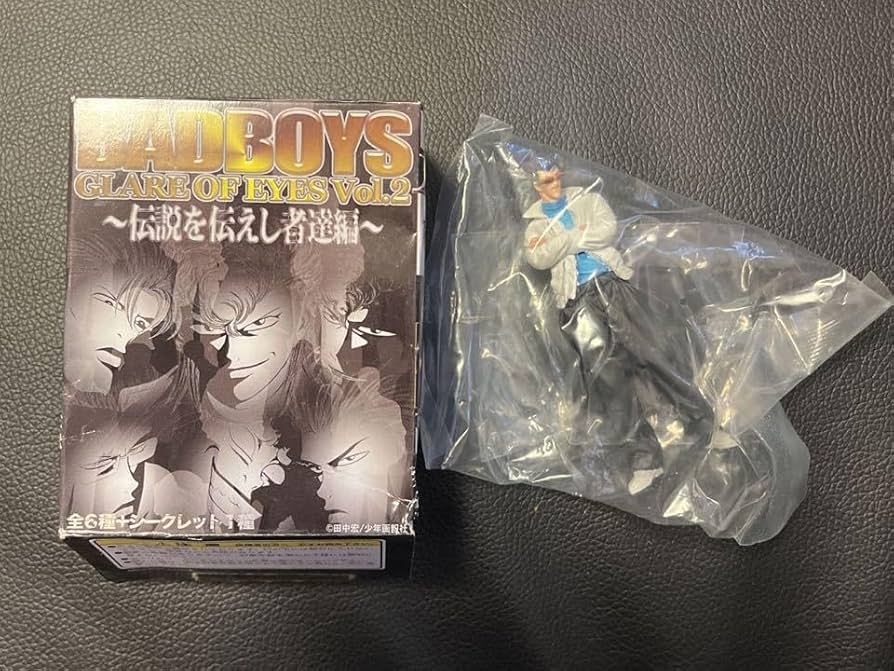 BADBOYS
GLARE OF EYES Vol.2
～伝説を伝えし者達編～
全6種+シークレット1種
©田中宏/少年画報社